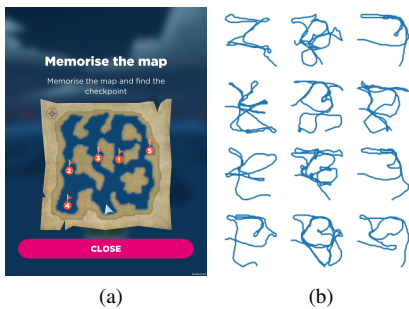 Memorise the map
Memorise the map and find the
checkpoint
5
3
1
2
4
CLOSE
(a)
(b)